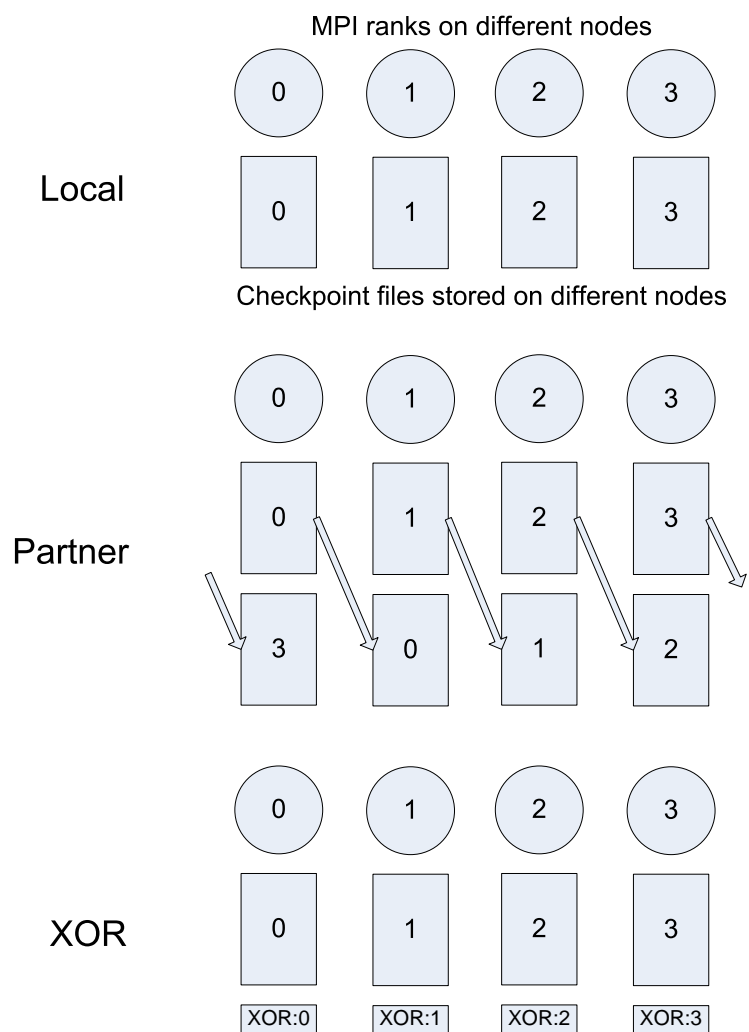 MPI ranks on different nodes
0 1 2 3
Local
0 1 2 3
Checkpoint files stored on different nodes
0 1 2 3
Partner
0 1 2 3
3 0 1 2
0 1 2 3
XOR
0 1 2 3
XOR:0 XOR:1 XOR:2 XOR:3